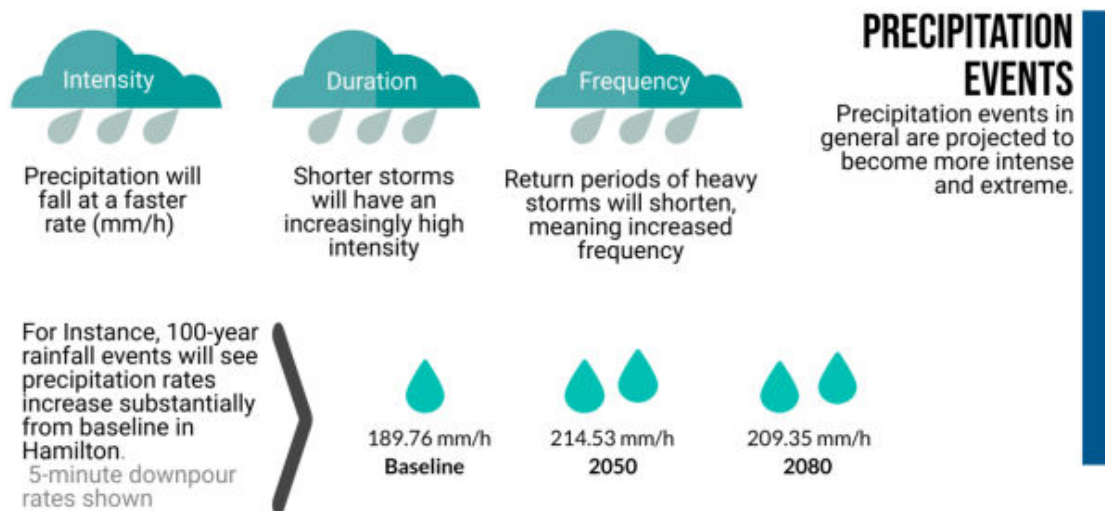 PRECIPITATION
EVENTS
Precipitation events in
general are projected to
become more intense
and extreme.
Intensity
Precipitation will
fall at a faster
rate (mm/h)
Duration
Shorter storms
will have an
increasingly high
intensity
Frequency
Return periods of heavy
storms will shorten,
meaning increased
frequency
For Instance, 100-year
rainfall events will see
precipitation rates
increase substantially
from baseline in
Hamilton.
5-minute downpour
rates shown
189.76 mm/h
Baseline
214.53 mm/h
2050
209.35 mm/h
2080